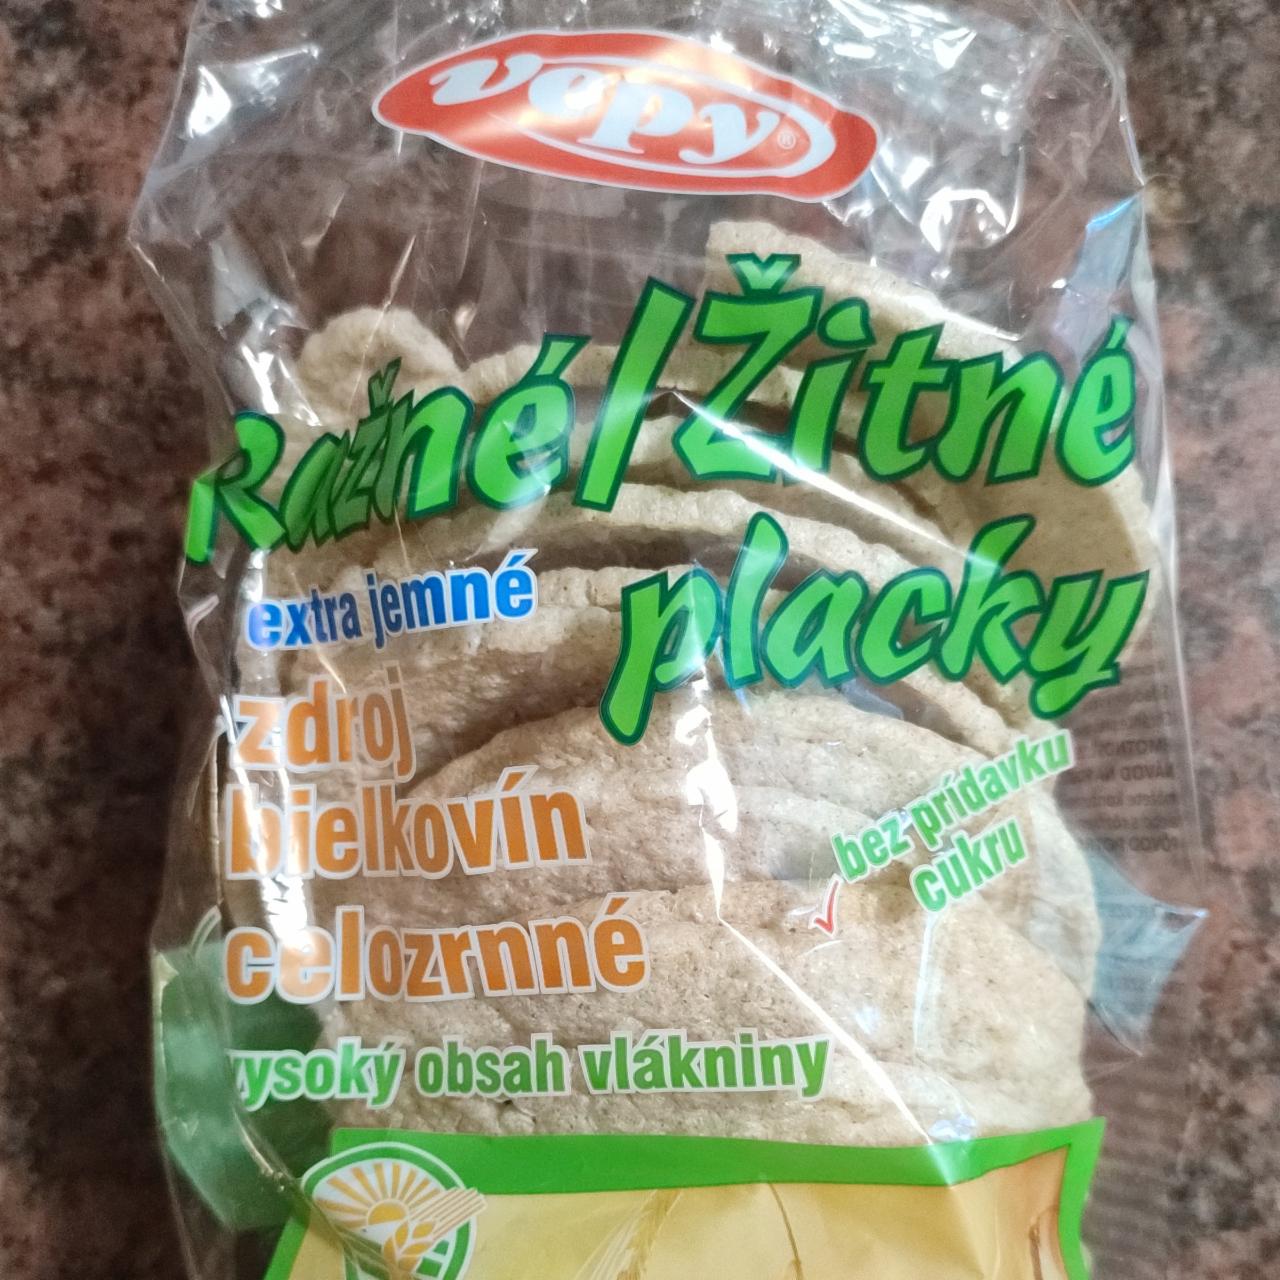 vepy®
Ražné/Žitné
placky
extra jemné
zdroj
bielkovín
celozrnné
bez prídavku
cukru
vysoký obsah vlákniny